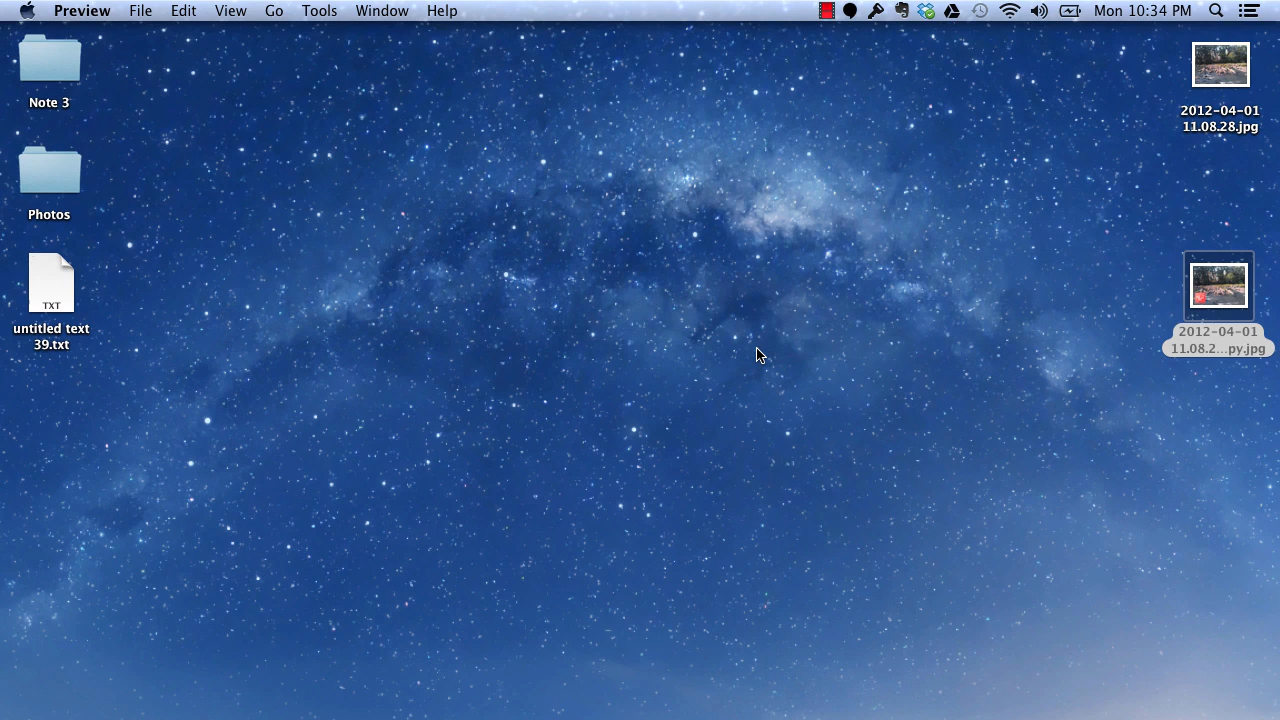 Preview File Edit View Go Tools Window Help Mon 10:34 PM
Note 3
Photos
TXT
untitled text
39.txt
2012-04-01
11.08.28.jpg
2012-04-01
11.08.2...py.jpg